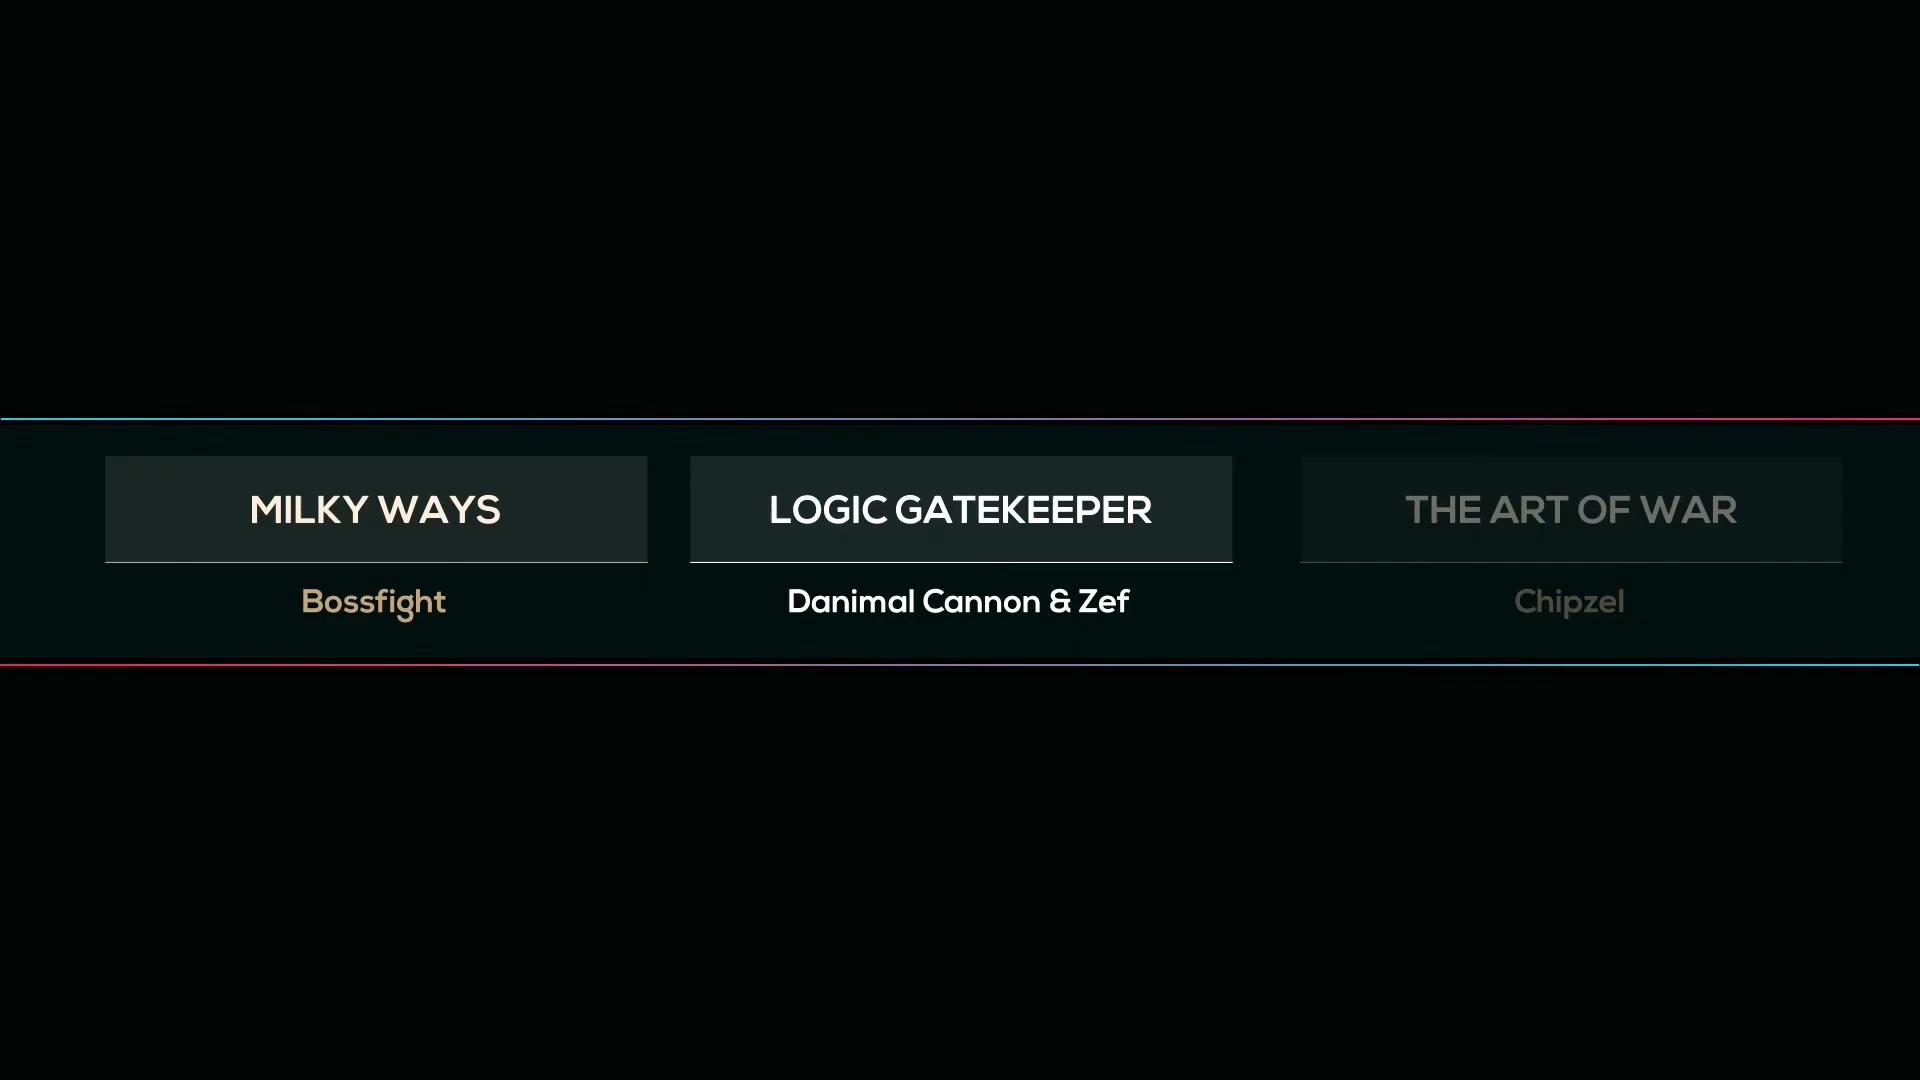 MILKY WAYS
Bossfight
LOGIC GATEKEEPER
Danimal Cannon & Zef
THE ART OF WAR
Chipzel